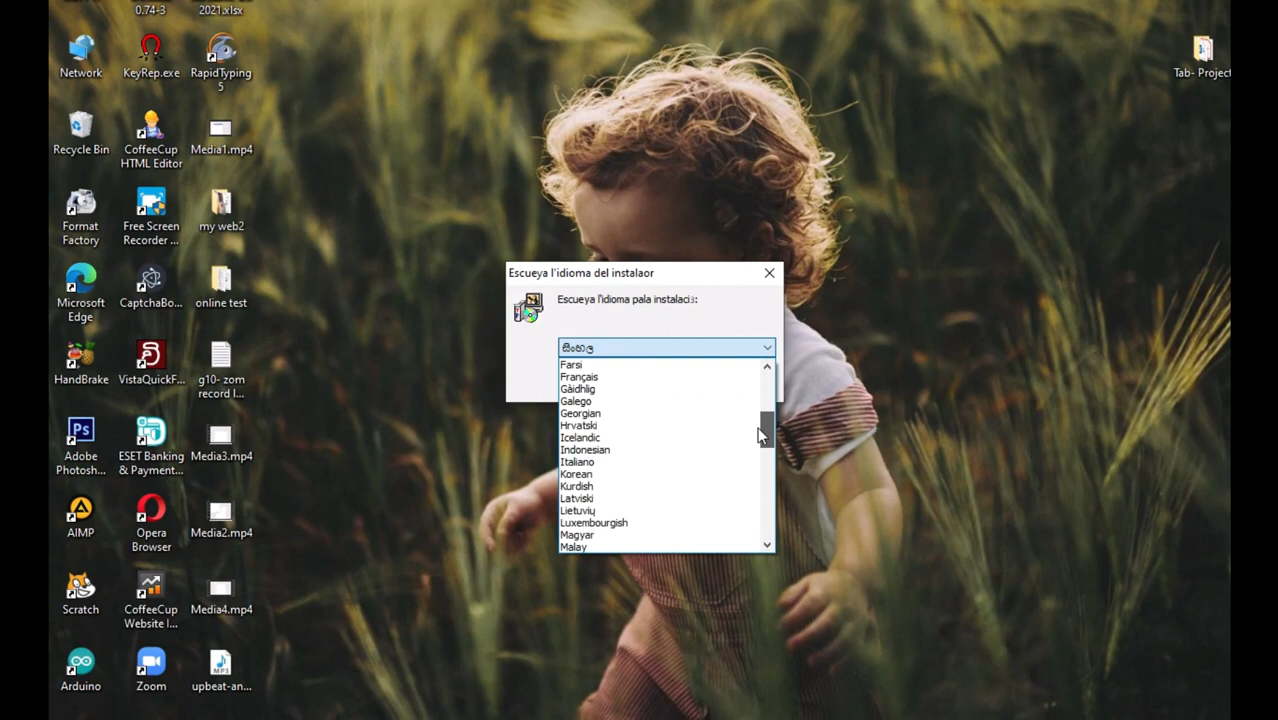 0.74-3
2021.xlsx
Network
KeyRep.exe
RapidTyping
5
Tab- Project
Recycle Bin
CoffeeCup
HTML Editor
Media1.mp4
Format
Factory
Free Screen
Recorder ...
my web2
Microsoft
Edge
CaptchaBo...
online test
HandBrake
VistaQuickF...
g10- zom
record l...
Adobe
Photosh...
ESET Banking
& Payment...
Media3.mp4
AIMP
Opera
Browser
Media2.mp4
Scratch
CoffeeCup
Website I...
Media4.mp4
Arduino
Zoom
upbeat-an...
Escueya l'idioma del instalaor
Escueya l'idioma pala instalaci3:
සිංහල
Farsi
Français
Gàidhlig
Galego
Georgian
Hrvatski
Icelandic
Indonesian
Italiano
Korean
Kurdish
Latviski
Lietuvių
Luxembourgish
Magyar
Malay